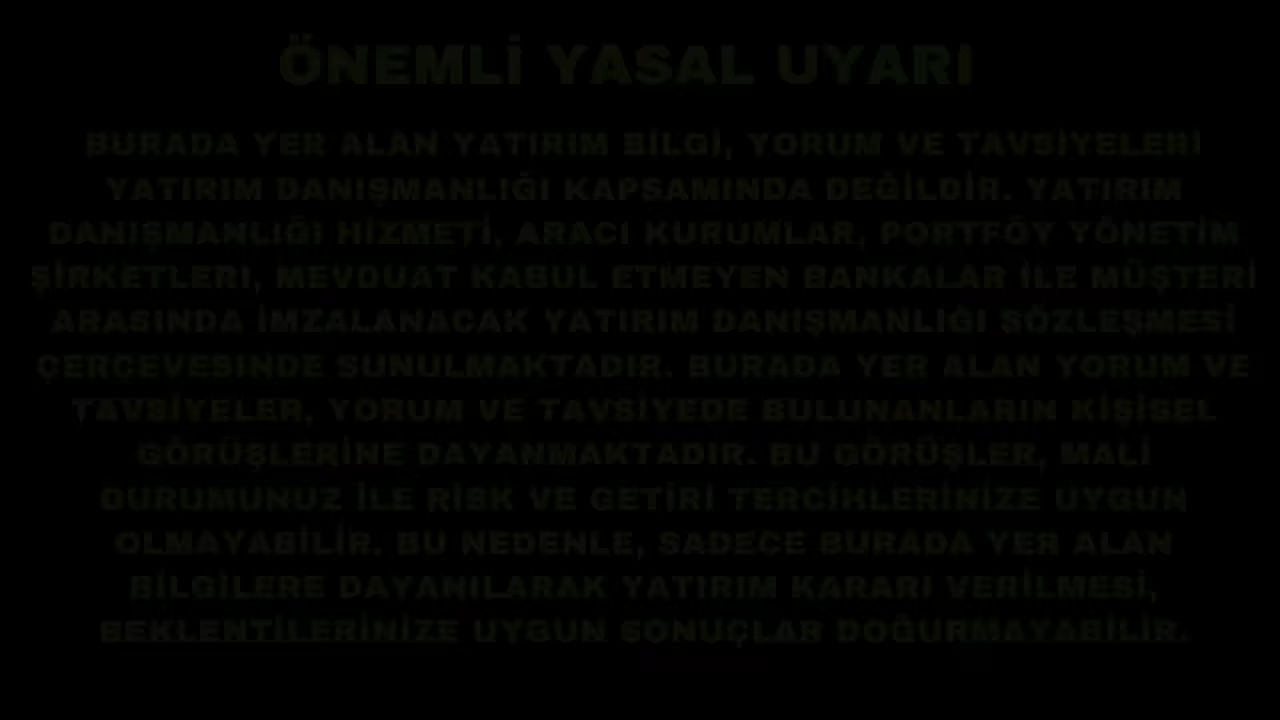 ÖNEMLİ YASAL UYARI
BURADA YER ALAN YATIRIM BİLGİ, YORUM VE TAVSİYELERİ
YATIRIM DANIŞMANLIĞI KAPSAMINDA DEĞİLDİR. YATIRIM
DANIŞMANLIĞI HİZMETİ, ARACI KURUMLAR, PORTFÖY YÖNETİM
ŞİRKETLERI, MEVDUAT KABUL ETMEYEN BANKALAR İLE MÜŞTERİ
ARASINDA İMZALANACAK YATIRIM DANIŞMANLIĞI SÖZLEŞMESİ
ÇERÇEVESINDE SUNULMAKTADIR. BURADA YER ALAN YORUM VE
TAVSİYELER, YORUM VE TAVSİYEDE BULUNANLARIN KİŞİSEL
GÖRÜŞLERİNE DAYANMAKTADIR. BU GÖRÜŞLER, MALİ
DURUMUNUZ İLE RİSK VE GETİRİ TERCİHLERİNİZE UYGUN
OLMAYABİLİR. BU NEDENLE, SADECE BURADA YER ALAN
BİLGİLERE DAYANILARAK YATIRIM KARARI VERİLMESİ,
BEKLENTİLERİNİZE UYGUN SONUÇLAR DOĞURMAYABİLİR.